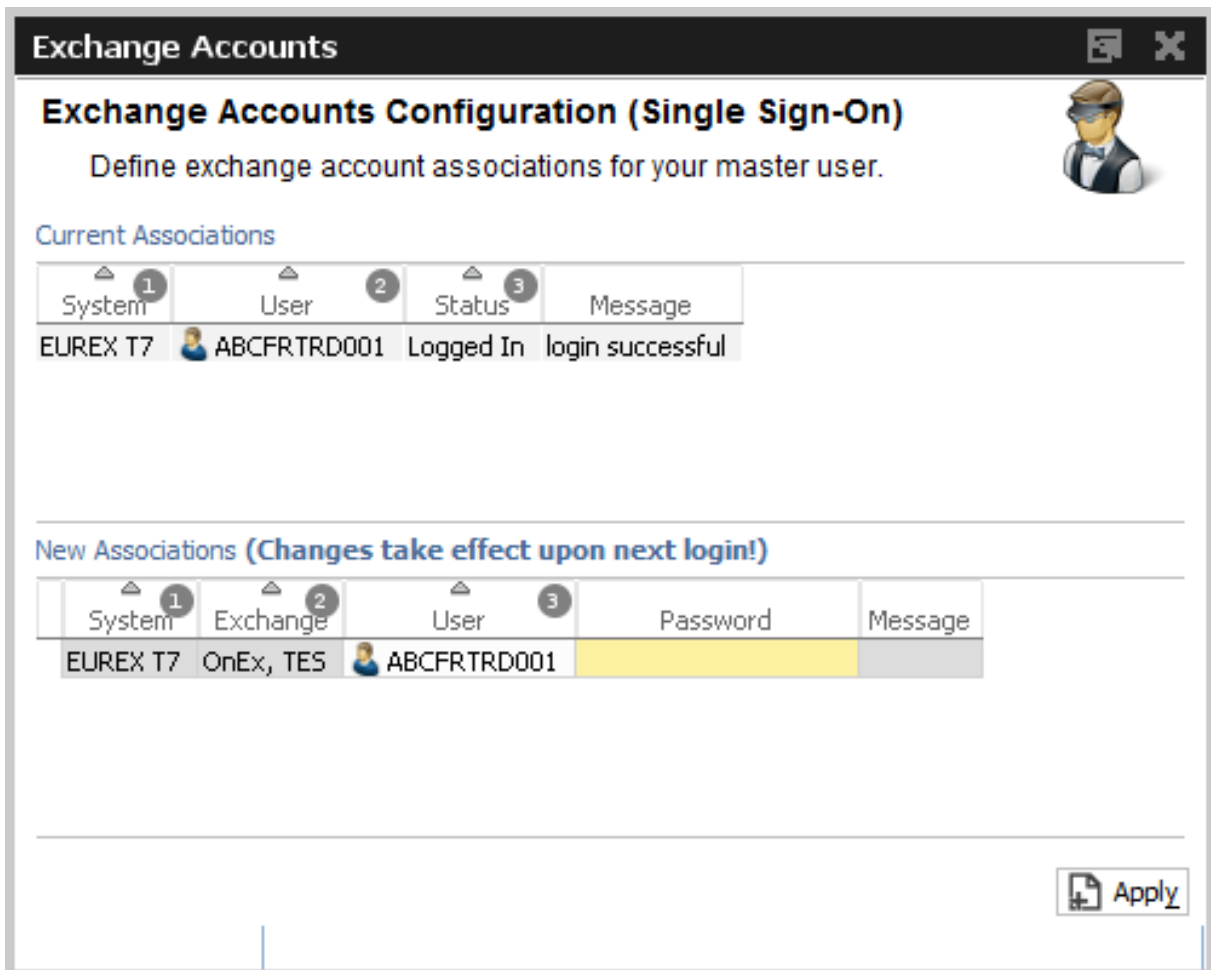 Exchange Accounts
Exchange Accounts Configuration (Single Sign-On)
Define exchange account associations for your master user.
Current Associations
System 1 User 2 Status 3 Message
EUREX T7 ABCFRTRD001 Logged In login successful
New Associations (Changes take effect upon next login!)
System 1 Exchange 2 User 3 Password Message
EUREX T7 OnEx, TES ABCFRTRD001
Apply